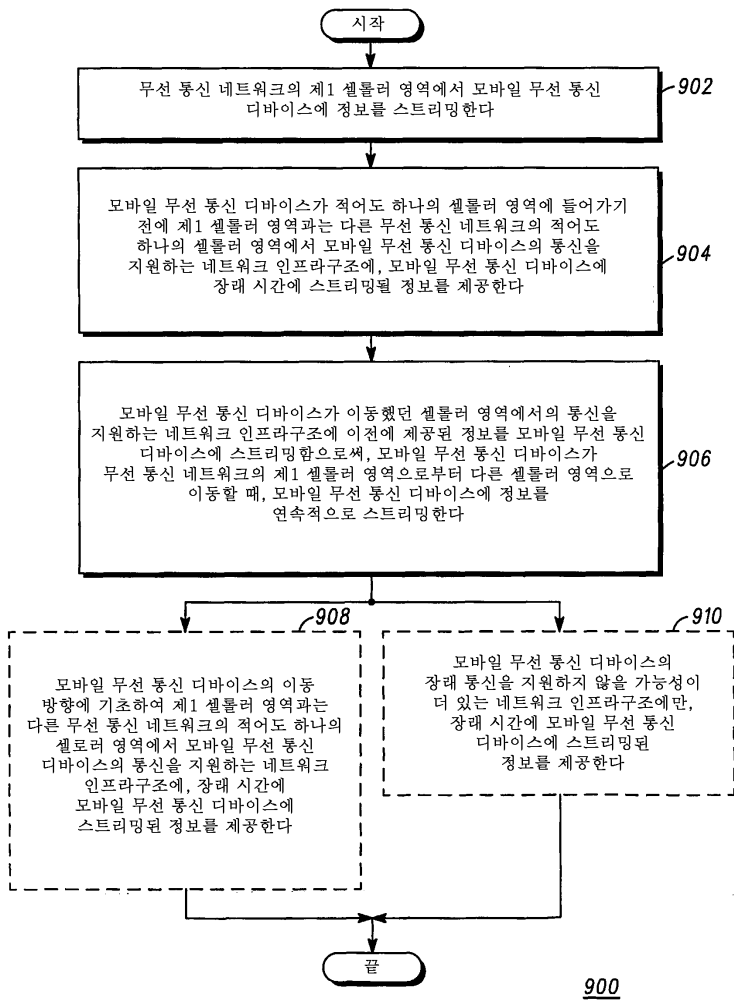 시작
무선 통신 네트워크의 제1 셀룰러 영역에서 모바일 무선 통신
디바이스에 정보를 스트리밍한다
902
모바일 무선 통신 디바이스가 적어도 하나의 셀룰러 영역에 들어가기
전에 제1 셀룰러 영역과는 다른 무선 통신 네트워크의 적어도
하나의 셀룰러 영역에서 모바일 무선 통신 디바이스의 통신을
지원하는 네트워크 인프라구조에, 모바일 무선 통신 디바이스에
장래 시간에 스트리밍될 정보를 제공한다
904
모바일 무선 통신 디바이스가 이동했던 셀룰러 영역에서의 통신을
지원하는 네트워크 인프라구조에 이전에 제공된 정보를 모바일 무선 통신
디바이스에 스트리밍함으로써, 모바일 무선 통신 디바이스가
무선 통신 네트워크의 제1 셀룰러 영역으로부터 다른 셀룰러 영역으로
이동할 때, 모바일 무선 통신 디바이스에 정보를
연속적으로 스트리밍한다
906
908
모바일 무선 통신 디바이스의 이동
방향에 기초하여 제1 셀룰러 영역과는
다른 무선 통신 네트워크의 적어도 하나의
셀로러 영역에서 모바일 무선 통신
디바이스의 통신을 지원하는 네트워크
인프라구조에, 장래 시간에
모바일 무선 통신 디바이스에
스트리밍된 정보를 제공한다
910
모바일 무선 통신 디바이스의
장래 통신을 지원하지 않을 가능성이
더 있는 네트워크 인프라구조에만,
장래 시간에 모바일 무선 통신
디바이스에 스트리밍된
정보를 제공한다
끝
900